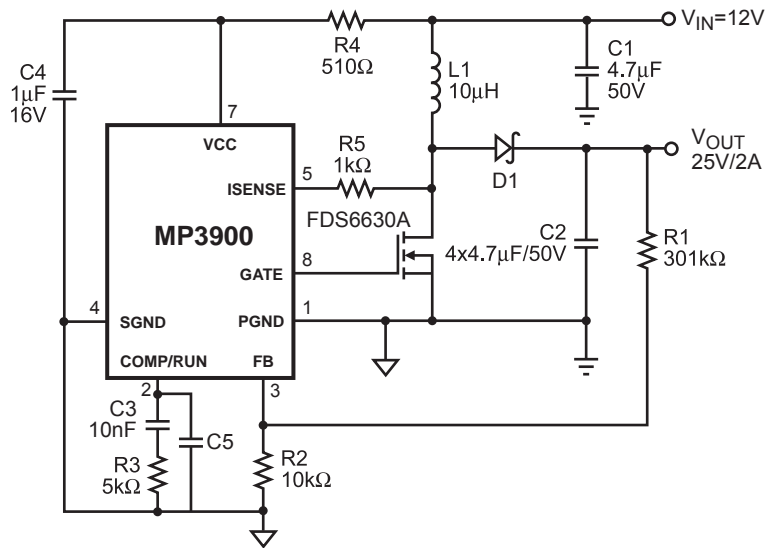 V_IN=12V
R4
510Ω
C1
4.7μF
50V
L1
10μH
C4
1μF
16V
7
VCC
V_OUT
25V/2A
R5
1kΩ
D1
5
ISENSE
FDS6630A
MP3900
C2
4x4.7μF/50V
R1
301kΩ
8
GATE
4
SGND
1
PGND
COMP/RUN
FB
2
3
C3
10nF
C5
R3
5kΩ
R2
10kΩ